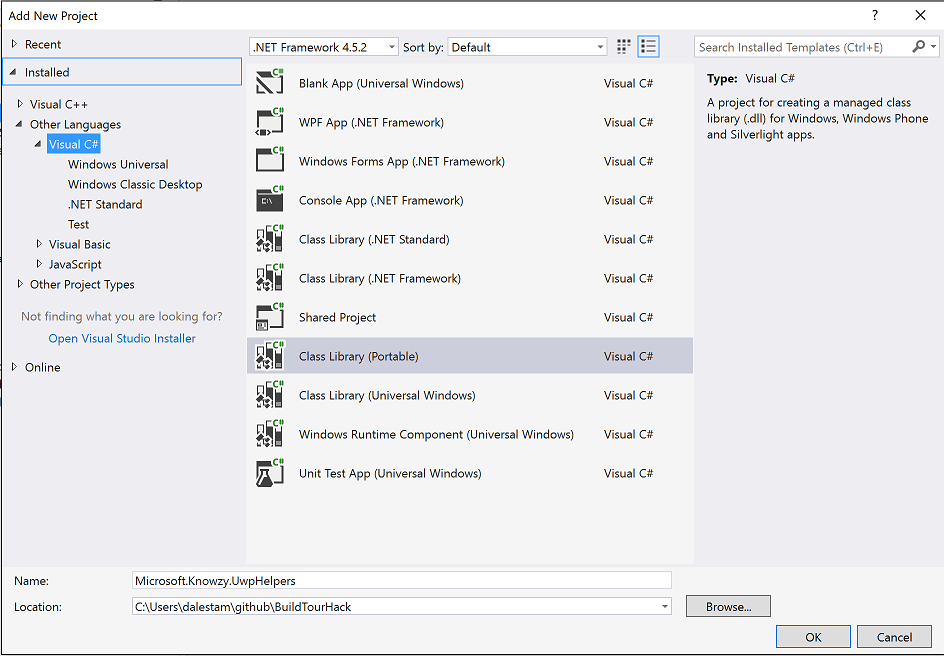 Add New Project
?
Recent
.NET Framework 4.5.2 Sort by: Default
Search Installed Templates (Ctrl+E)
Installed
Visual C++
Other Languages
Visual C#
Windows Universal
Windows Classic Desktop
.NET Standard
Test
Visual Basic
JavaScript
Other Project Types
Not finding what you are looking for?
Open Visual Studio Installer
Online
C# Blank App (Universal Windows) Visual C#
C# WPF App (.NET Framework) Visual C#
C# Windows Forms App (.NET Framework) Visual C#
C# C:\ Console App (.NET Framework) Visual C#
C# Class Library (.NET Standard) Visual C#
C# Class Library (.NET Framework) Visual C#
C# Shared Project Visual C#
C# Class Library (Portable) Visual C#
C# Class Library (Universal Windows) Visual C#
C# Windows Runtime Component (Universal Windows) Visual C#
C# Unit Test App (Universal Windows) Visual C#
Type: Visual C#
A project for creating a managed class
library (.dll) for Windows, Windows Phone
and Silverlight apps.
Name: Microsoft.Knowzy.UwpHelpers
Location: C:\Users\dalestam\github\BuildTourHack Browse...
OK Cancel